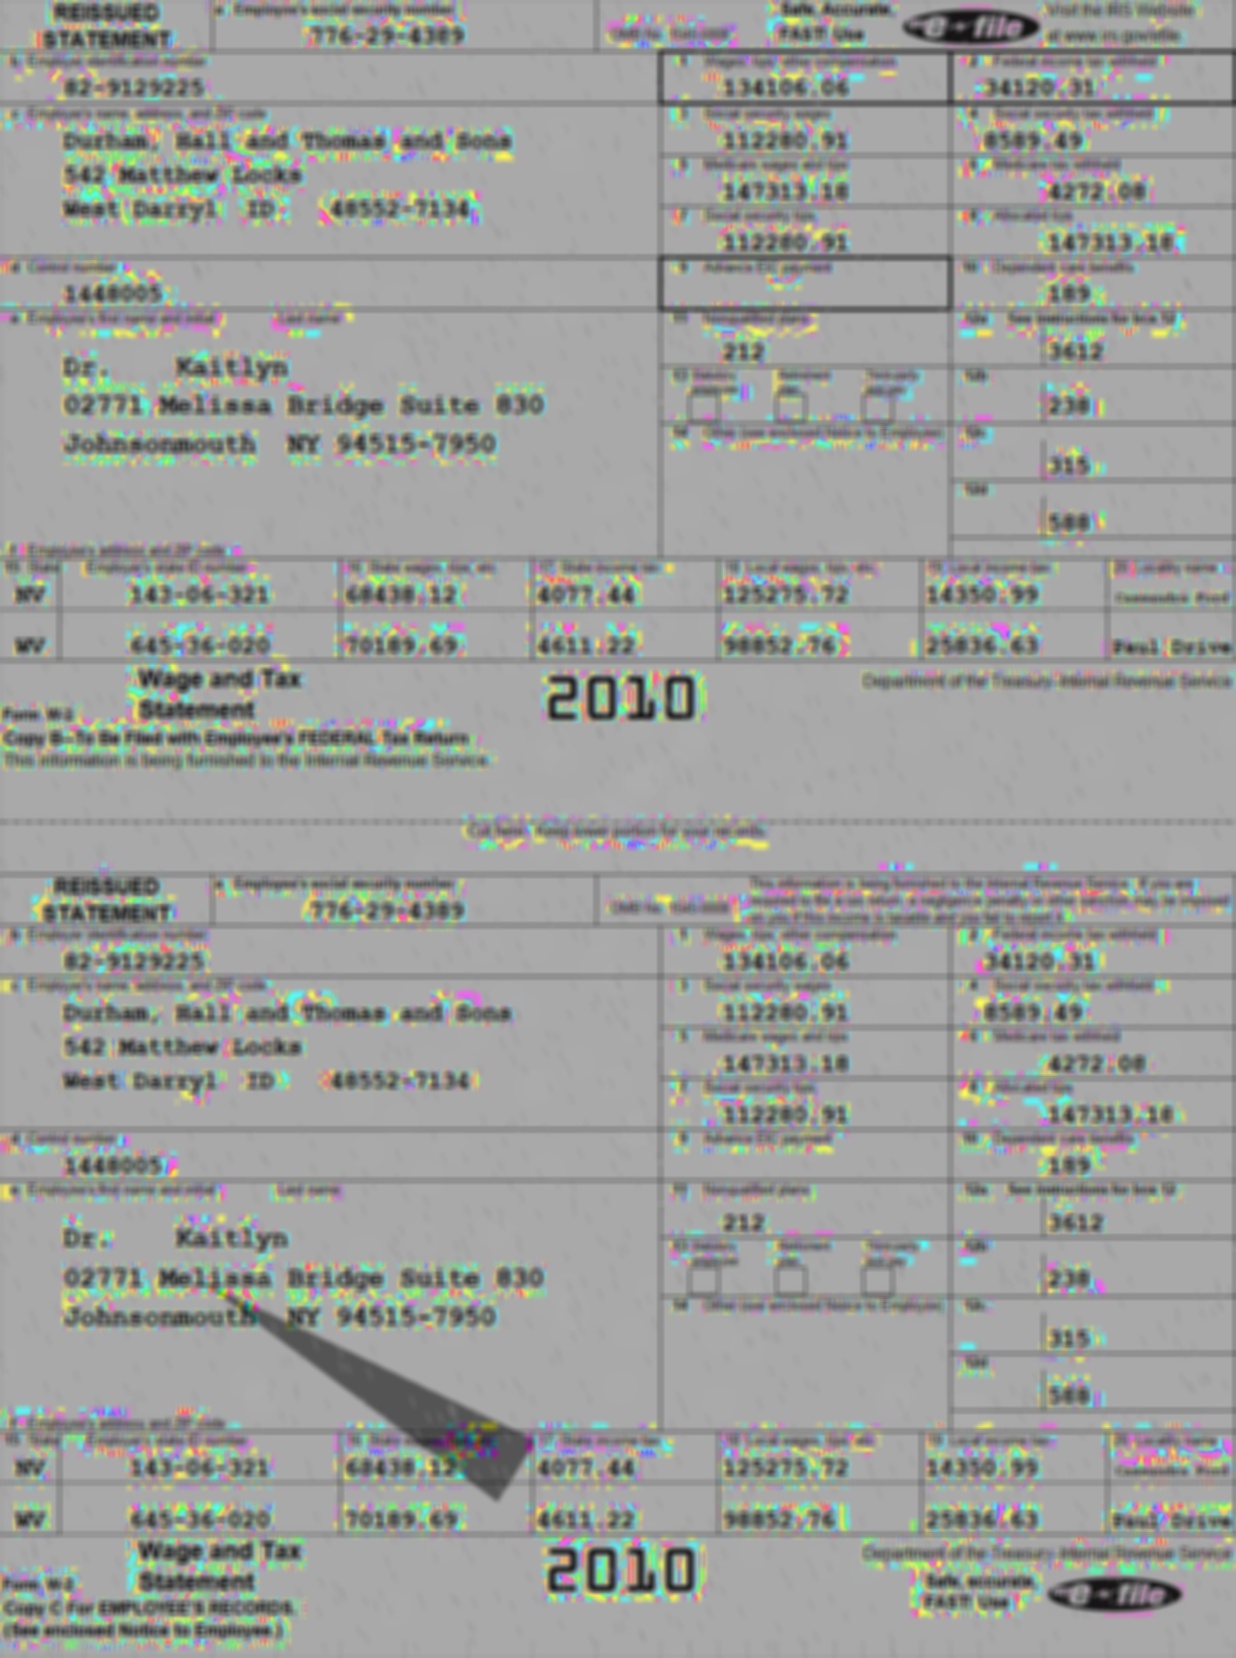 REISSUED STATEMENT
a Employee's social security number
776-29-4389
OMB No. 1545-0008
Safe, Accurate, FAST! Use
e-file
Visit the IRS Website at www.irs.gov/efile.
b Employer identification number
82-9129225
1 Wages, tips, other compensation
134106.06
2 Federal income tax withheld
34120.31
c Employer's name, address, and ZIP code
Durham, Hall and Thomas and Sons
542 Matthew Locks
West Darryl ID 48552-7134
3 Social security wages
112280.91
4 Social security tax withheld
8589.49
5 Medicare wages and tips
147313.18
6 Medicare tax withheld
4272.08
7 Social security tips
112280.91
8 Allocated tips
147313.18
d Control number
1448005
9 Advance EIC payment
10 Dependent care benefits
189
e Employee's first name and initial Last name
Dr. Kaitlyn
02771 Melissa Bridge Suite 830
Johnsonmouth NY 94515-7950
11 Nonqualified plans
212
12a See instructions for box 12
3612
13 Statutory employee Retirement plan Third-party sick pay
12b
238
14 Other (see enclosed Notice to Employee)
12c
315
12d
588
f Employee's address and ZIP code
15 State Employer's state ID number 16 State wages, tips, etc. 17 State income tax 18 Local wages, tips, etc. 19 Local income tax 20 Locality name
NV 143-06-321 68438.12 4077.44 125275.72 14350.99
WV 645-36-020 70189.69 4611.22 98852.76 25836.63 Paul Drive
Wage and Tax Statement
2010
Department of the Treasury-Internal Revenue Service
Form, W-2
Copy B-To Be Filed with Employee's FEDERAL Tax Return
This information is being furnished to the Internal Revenue Service.
Cut here. Keep lower portion for your records.
REISSUED STATEMENT
a Employee's social security number
776-29-4389
OMB No. 1545-0008
This information is being furnished to the Internal Revenue Service. If you are
required to file a tax return, a negligence penalty or other sanction may be imposed
on you if this income is taxable and you fail to report it.
b Employer identification number
82-9129225
1 Wages, tips, other compensation
134106.06
2 Federal income tax withheld
34120.31
c Employer's name, address, and ZIP code
Durham, Hall and Thomas and Sons
542 Matthew Locks
West Darryl ID 48552-7134
3 Social security wages
112280.91
4 Social security tax withheld
8589.49
5 Medicare wages and tips
147313.18
6 Medicare tax withheld
4272.08
7 Social security tips
112280.91
8 Allocated tips
147313.18
d Control number
1448005
9 Advance EIC payment
10 Dependent care benefits
189
e Employee's first name and initial Last name
Dr. Kaitlyn
02771 Melissa Bridge Suite 830
Johnsonmouth NY 94515-7950
11 Nonqualified plans
212
12a See instructions for box 12
3612
13 Statutory employee Retirement plan Third-party sick pay
12b
238
14 Other (see enclosed Notice to Employee)
12c
315
12d
588
f Employee's address and ZIP code
15 State Employer's state ID number 16 State wages, tips, etc. 17 State income tax 18 Local wages, tips, etc. 19 Local income tax 20 Locality name
NV 143-06-321 68438.12 4077.44 125275.72 14350.99
WV 645-36-020 70189.69 4611.22 98852.76 25836.63 Paul Drive
Wage and Tax Statement
2010
Department of the Treasury-Internal Revenue Service
Form, W-2
Copy C For EMPLOYEE'S RECORDS.
(See enclosed Notice to Employee.)
Safe, accurate, FAST! Use
e-file